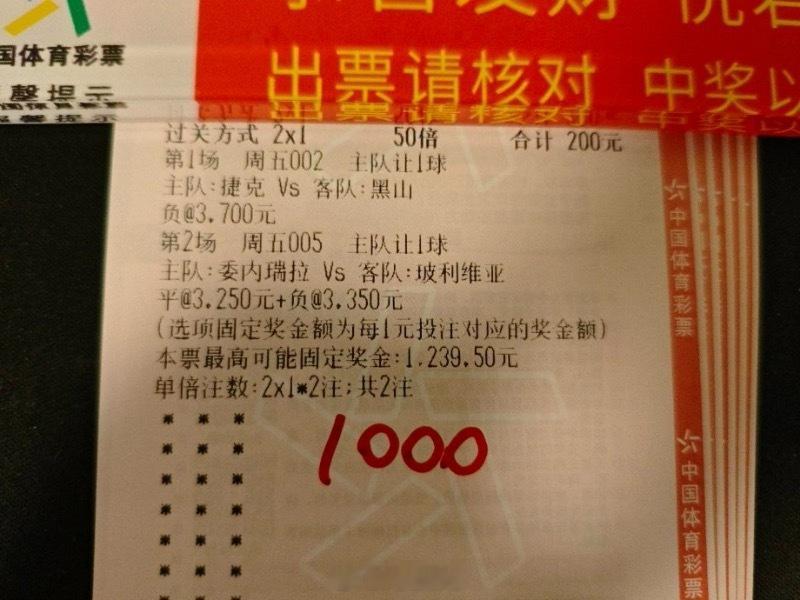 国体育彩票
出票请核对 中奖以
馨提示
过关方式 2x1 50倍 合计 200元
第1场 周五002 主队让1球
主队:捷克 Vs 客队:黑山
负@3.700元
第2场 周五005 主队让1球
主队:委内瑞拉 Vs 客队:玻利维亚
平@3.250元+负@3.350元
(选项固定奖金额为每1元投注对应的奖金额)
本票最高可能固定奖金:1,239.50元
单倍注数:2x1*2注;共2注
1000
中国体育彩票
中国体育彩票